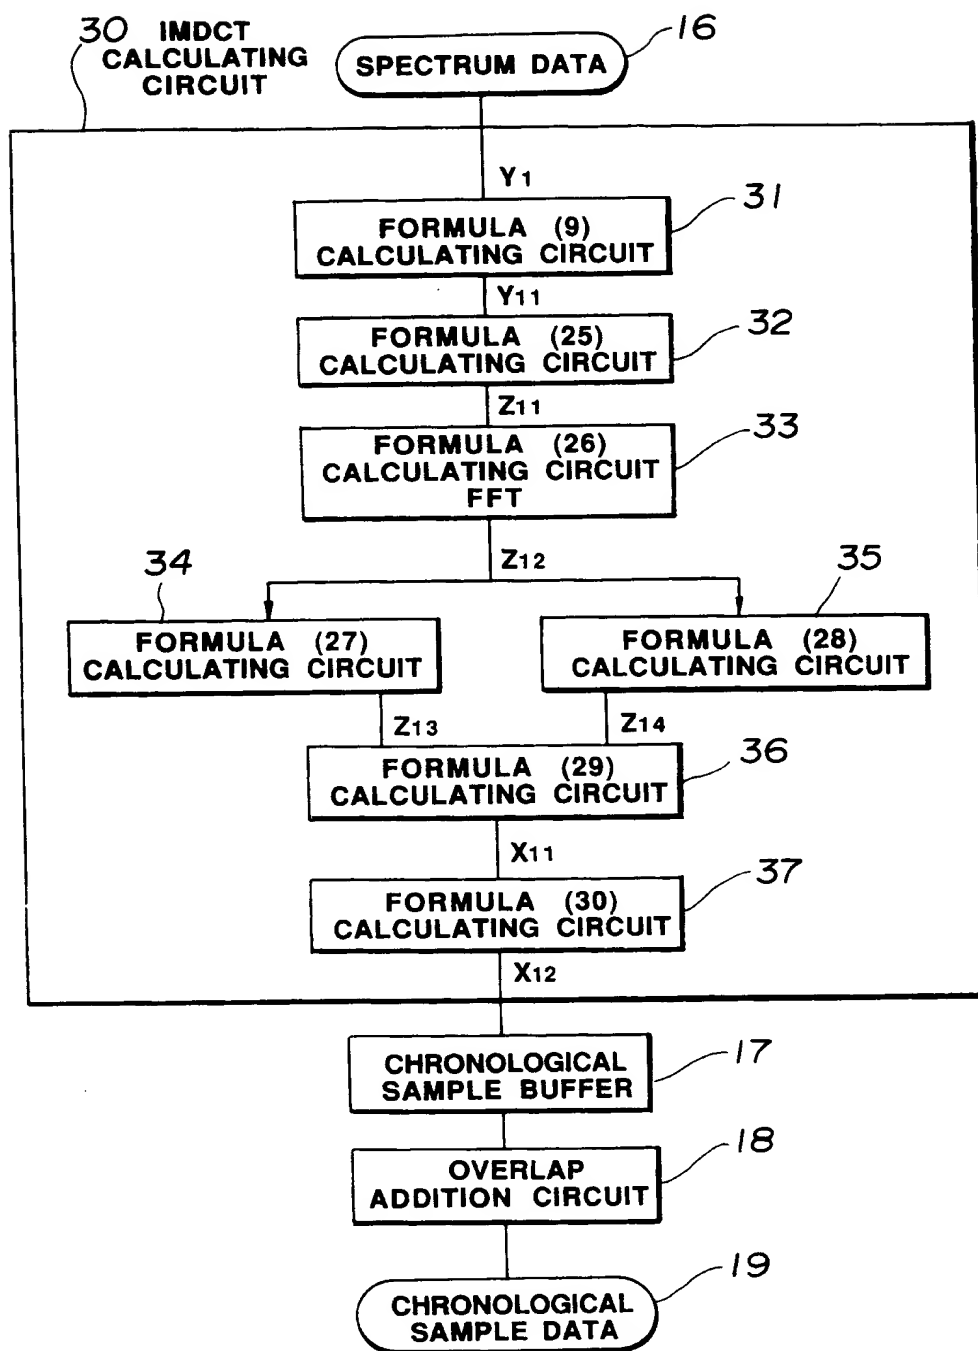 30 IMDCT
CALCULATING
CIRCUIT
16
SPECTRUM DATA
Y1
31
FORMULA (9)
CALCULATING CIRCUIT
Y11
32
FORMULA (25)
CALCULATING CIRCUIT
Z11
33
FORMULA (26)
CALCULATING CIRCUIT
FFT
Z12
34
35
FORMULA (27)
CALCULATING CIRCUIT
FORMULA (28)
CALCULATING CIRCUIT
Z13
Z14
36
FORMULA (29)
CALCULATING CIRCUIT
X11
37
FORMULA (30)
CALCULATING CIRCUIT
X12
17
CHRONOLOGICAL
SAMPLE BUFFER
18
OVERLAP
ADDITION CIRCUIT
19
CHRONOLOGICAL
SAMPLE DATA